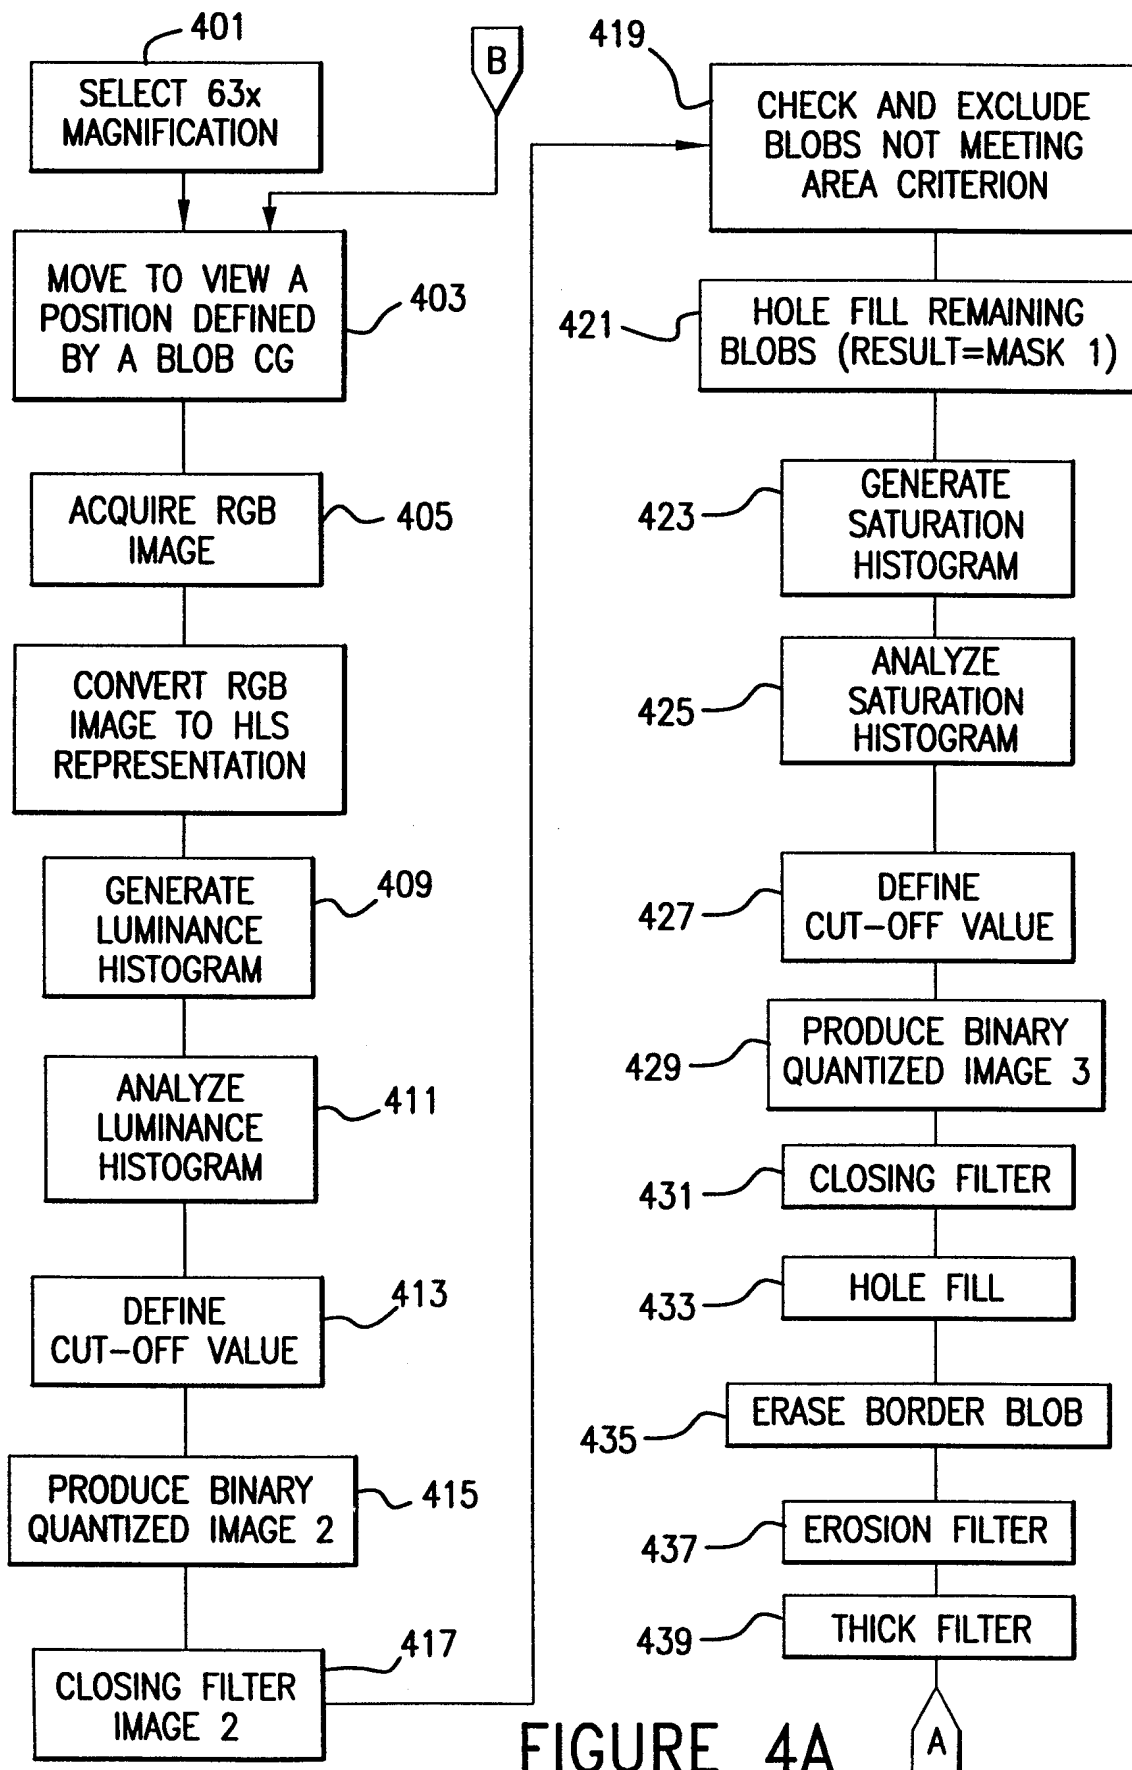 401
SELECT 63x
MAGNIFICATION
B
MOVE TO VIEW A
POSITION DEFINED
BY A BLOB CG
403
ACQUIRE RGB
IMAGE
405
CONVERT RGB
IMAGE TO HLS
REPRESENTATION
GENERATE
LUMINANCE
HISTOGRAM
409
ANALYZE
LUMINANCE
HISTOGRAM
411
DEFINE
CUT-OFF VALUE
413
PRODUCE BINARY
QUANTIZED IMAGE 2
415
CLOSING FILTER
IMAGE 2
417
419
CHECK AND EXCLUDE
BLOBS NOT MEETING
AREA CRITERION
421
HOLE FILL REMAINING
BLOBS (RESULT=MASK 1)
423
GENERATE
SATURATION
HISTOGRAM
425
ANALYZE
SATURATION
HISTOGRAM
427
DEFINE
CUT-OFF VALUE
429
PRODUCE BINARY
QUANTIZED IMAGE 3
431
CLOSING FILTER
433
HOLE FILL
435
ERASE BORDER BLOB
437
EROSION FILTER
439
THICK FILTER
A
FIGURE 4A